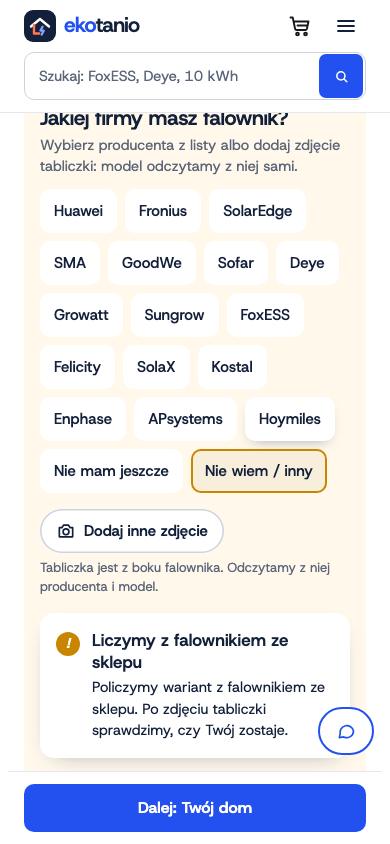 ekotanio
Szukaj: FoxESS, Deye, 10 kWh
Jakiej firmy masz falownik?
Wybierz producenta z listy albo dodaj zdjęcie
tabliczki: model odczytamy z niej sami.
Huawei Fronius SolarEdge
SMA GoodWe Sofar Deye
Growatt Sungrow FoxESS
Felicity SolaX Kostal
Enphase APsystems Hoymiles
Nie mam jeszcze Nie wiem / inny
Dodaj inne zdjęcie
Tabliczka jest z boku falownika. Odczytamy z niej
producenta i model.
! Liczymy z falownikiem ze
sklepu
Policzymy wariant z falownikiem ze
sklepu. Po zdjęciu tabliczki
sprawdzimy, czy Twój zostaje.
Dalej: Twój dom